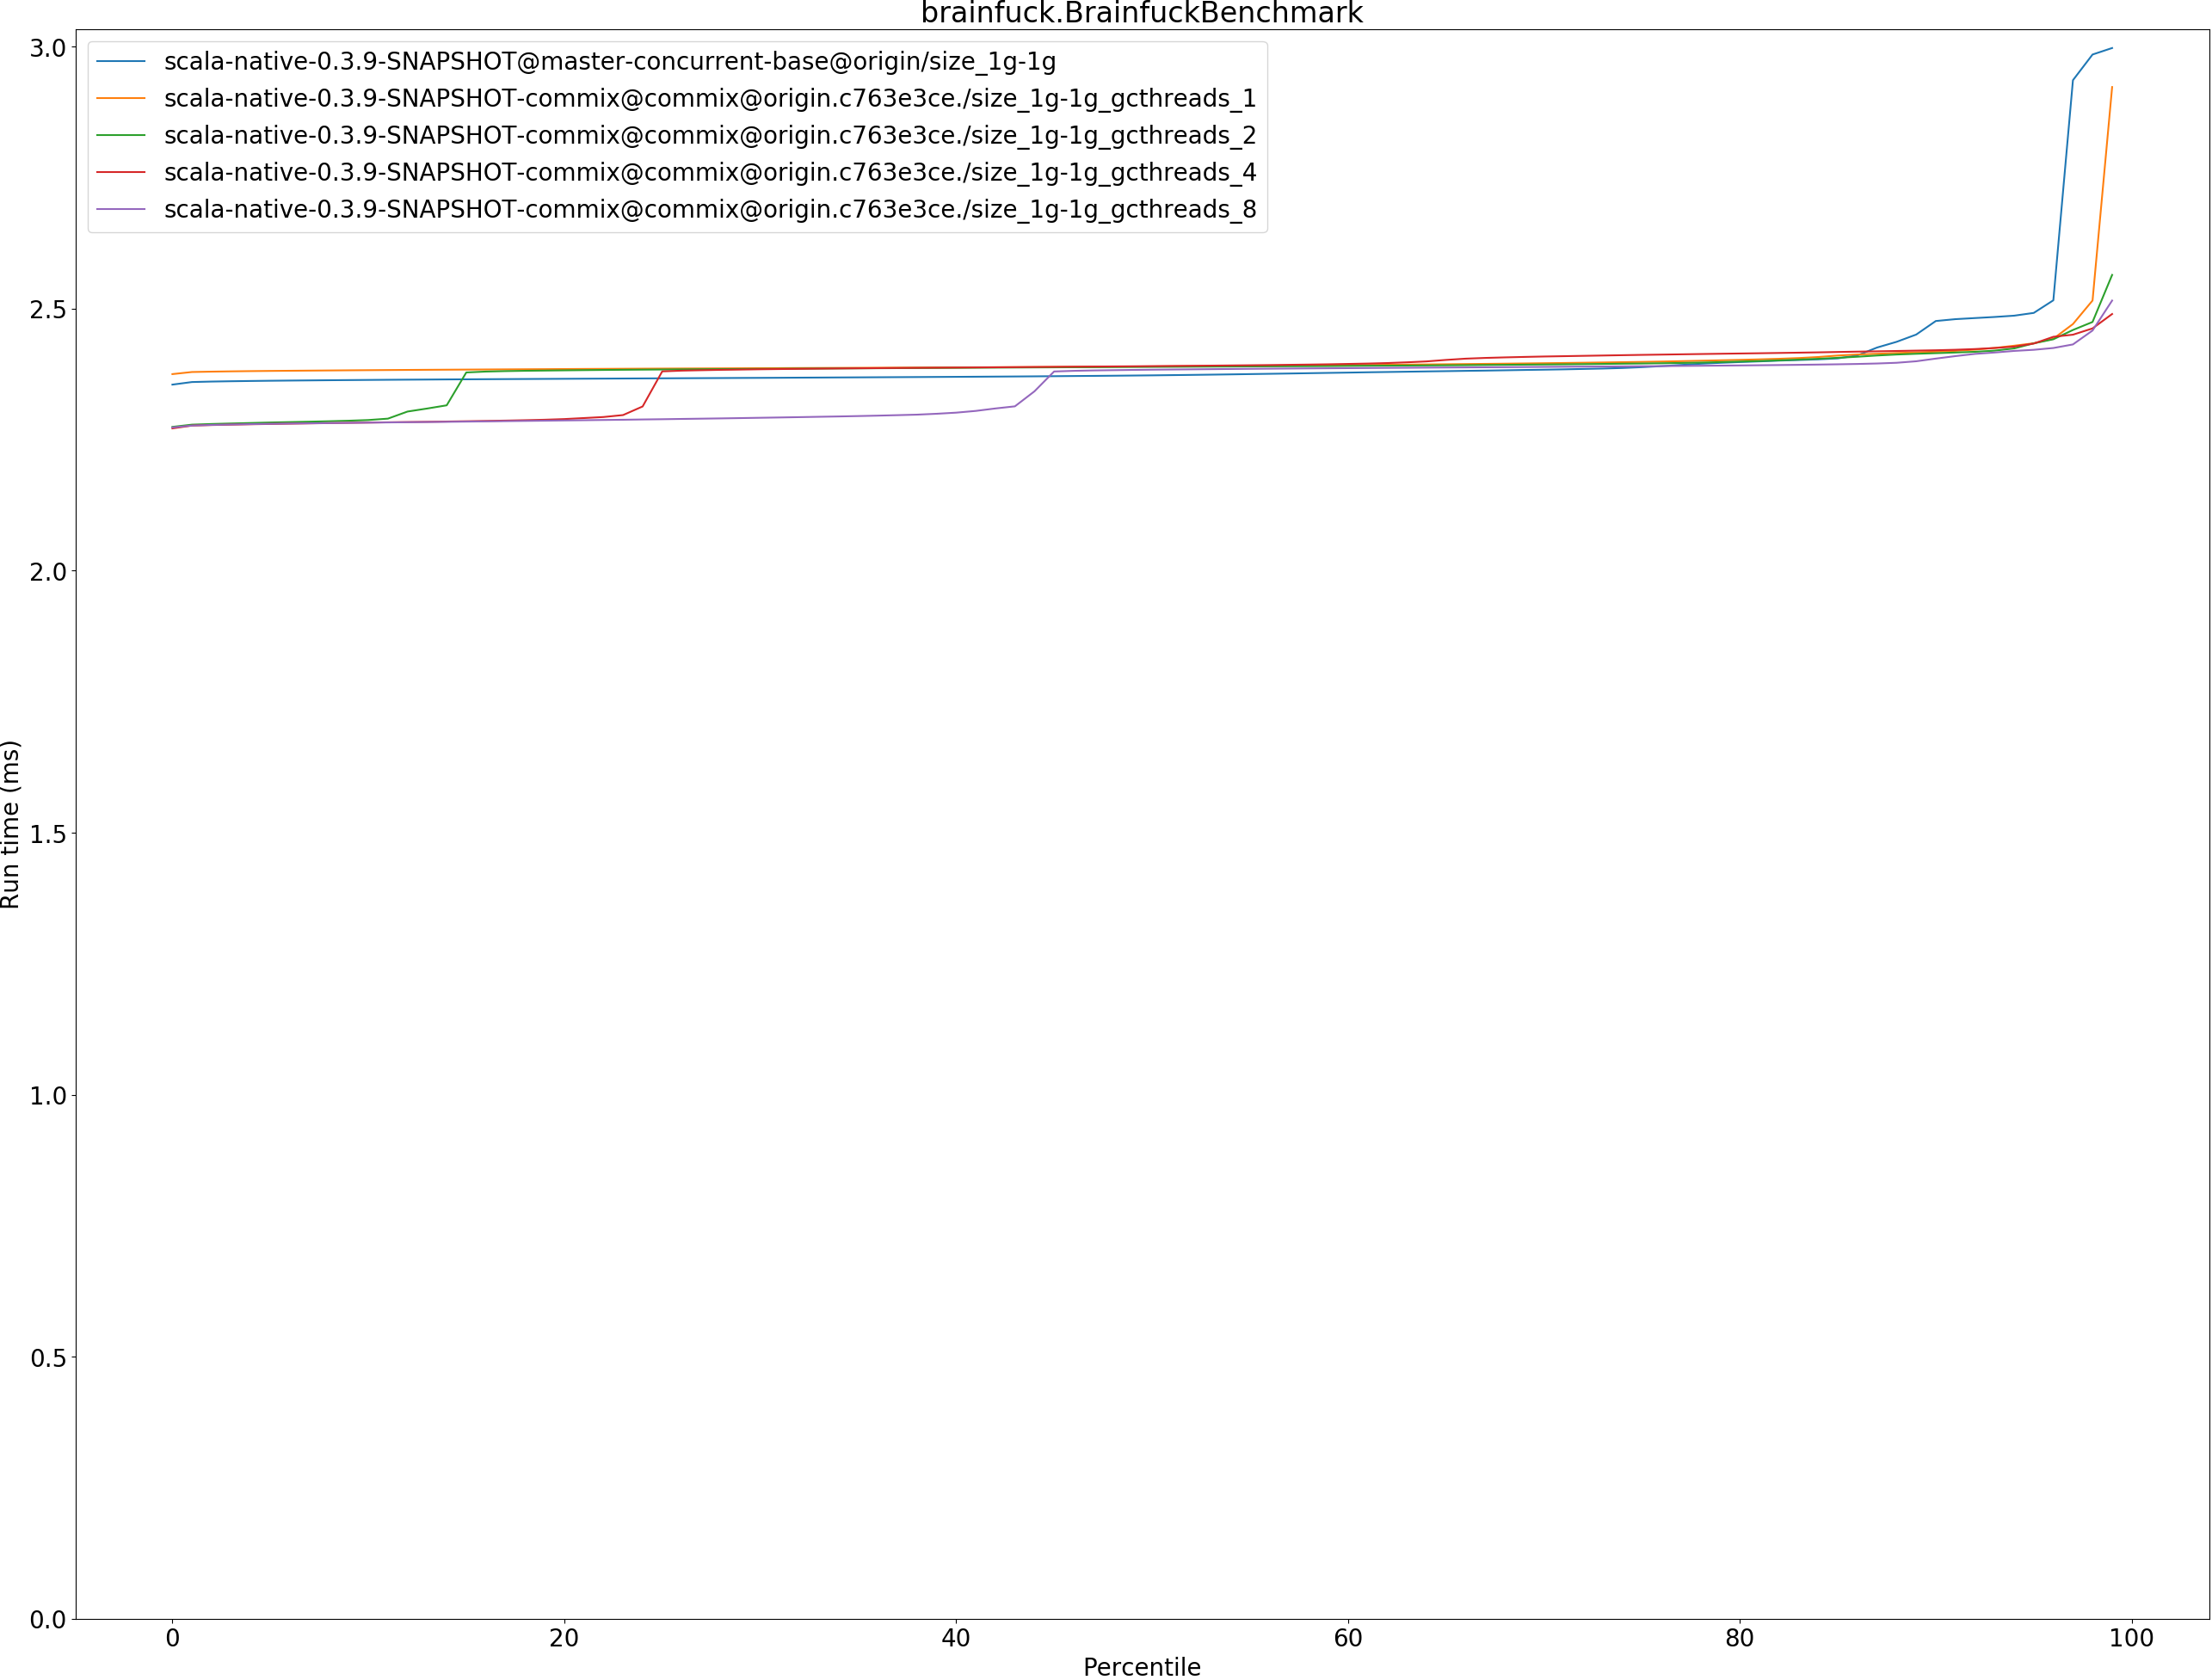 brainfuck.BrainfuckBenchmark
scala-native-0.3.9-SNAPSHOT@master-concurrent-base@origin/size_1g-1g
scala-native-0.3.9-SNAPSHOT-commix@commix@origin.c763e3ce./size_1g-1g_gcthreads_1
scala-native-0.3.9-SNAPSHOT-commix@commix@origin.c763e3ce./size_1g-1g_gcthreads_2
scala-native-0.3.9-SNAPSHOT-commix@commix@origin.c763e3ce./size_1g-1g_gcthreads_4
scala-native-0.3.9-SNAPSHOT-commix@commix@origin.c763e3ce./size_1g-1g_gcthreads_8
3.0
2.5
2.0
1.5
1.0
0.5
0.0
Run time (ms)
0 20 40 60 80 100
Percentile